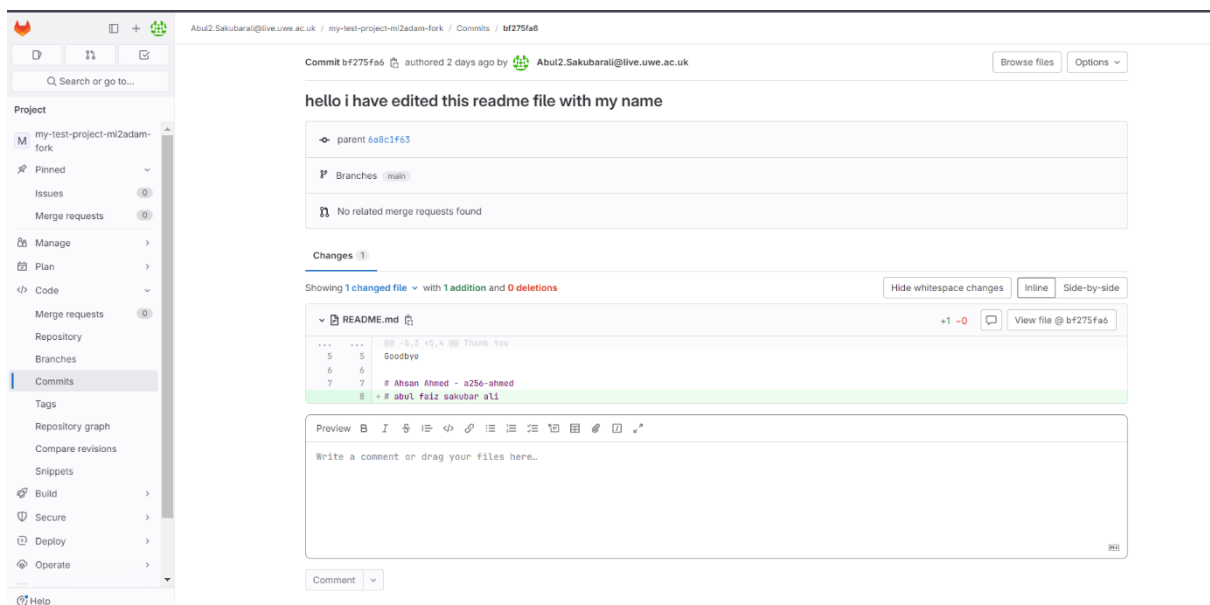 Abul2.Sakubarali@live.uwe.ac.uk / my-test-project-mi2adam-fork / Commits / bf275fa6
Search or go to...
Project
M my-test-project-mi2adam-fork
Pinned
Issues 0
Merge requests 0
Manage
Plan
Code
Merge requests 0
Repository
Branches
Commits
Tags
Repository graph
Compare revisions
Snippets
Build
Secure
Deploy
Operate
Help
Commit bf275fa6 authored 2 days ago by Abul2.Sakubarali@live.uwe.ac.uk Browse files Options
hello i have edited this readme file with my name
parent 6a8c1f63
Branches main
No related merge requests found
Changes 1
Showing 1 changed file with 1 addition and 0 deletions Hide whitespace changes Inline Side-by-side
README.md +1 -0 View file @ bf275fa6
... ... @@ -5,3 +5,4 @@ Thank You
5 5 Goodbye
6 6
7 7 # Ahsan Ahmed - a256-ahmed
8 + # abul faiz sakubar ali
Preview B I S
Write a comment or drag your files here…
Comment